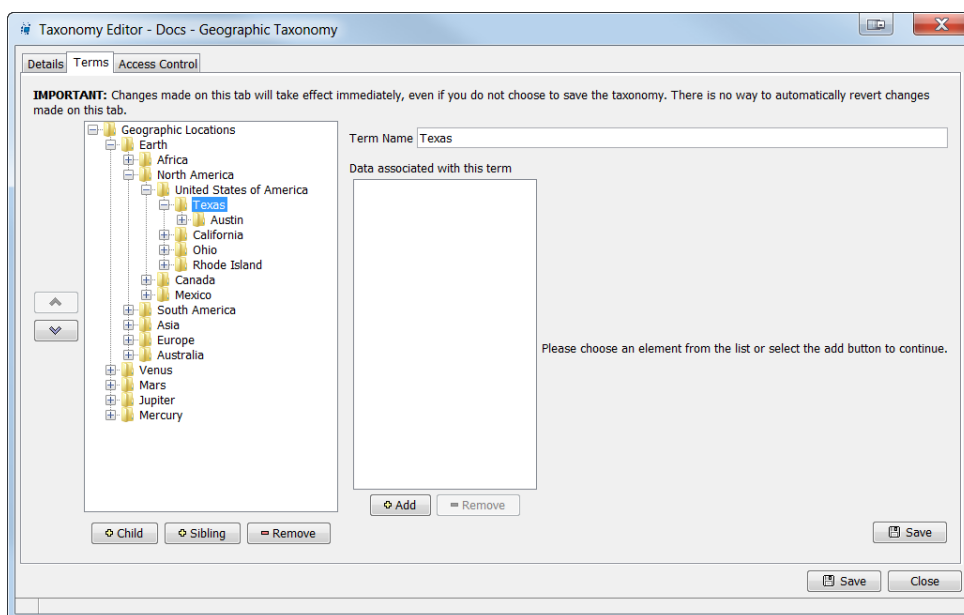 Taxonomy Editor - Docs - Geographic Taxonomy
Details Terms Access Control
IMPORTANT: Changes made on this tab will take effect immediately, even if you do not choose to save the taxonomy. There is no way to automatically revert changes
made on this tab.
Geographic Locations
Earth
Africa
North America
United States of America
Texas
Austin
California
Ohio
Rhode Island
Canada
Mexico
South America
Asia
Europe
Australia
Venus
Mars
Jupiter
Mercury
Child Sibling Remove
Term Name Texas
Data associated with this term
Please choose an element from the list or select the add button to continue.
Add Remove
Save
Save Close